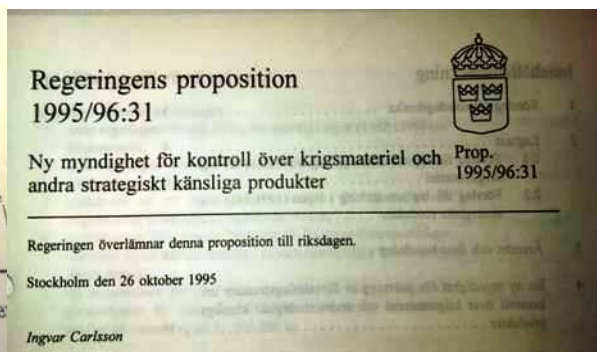 Regeringens proposition
1995/96:31
Ny myndighet för kontroll över krigsmateriel och
andra strategiskt känsliga produkter
Prop.
1995/96:31
Regeringen överlämnar denna proposition till riksdagen.
Stockholm den 26 oktober 1995
Ingvar Carlsson